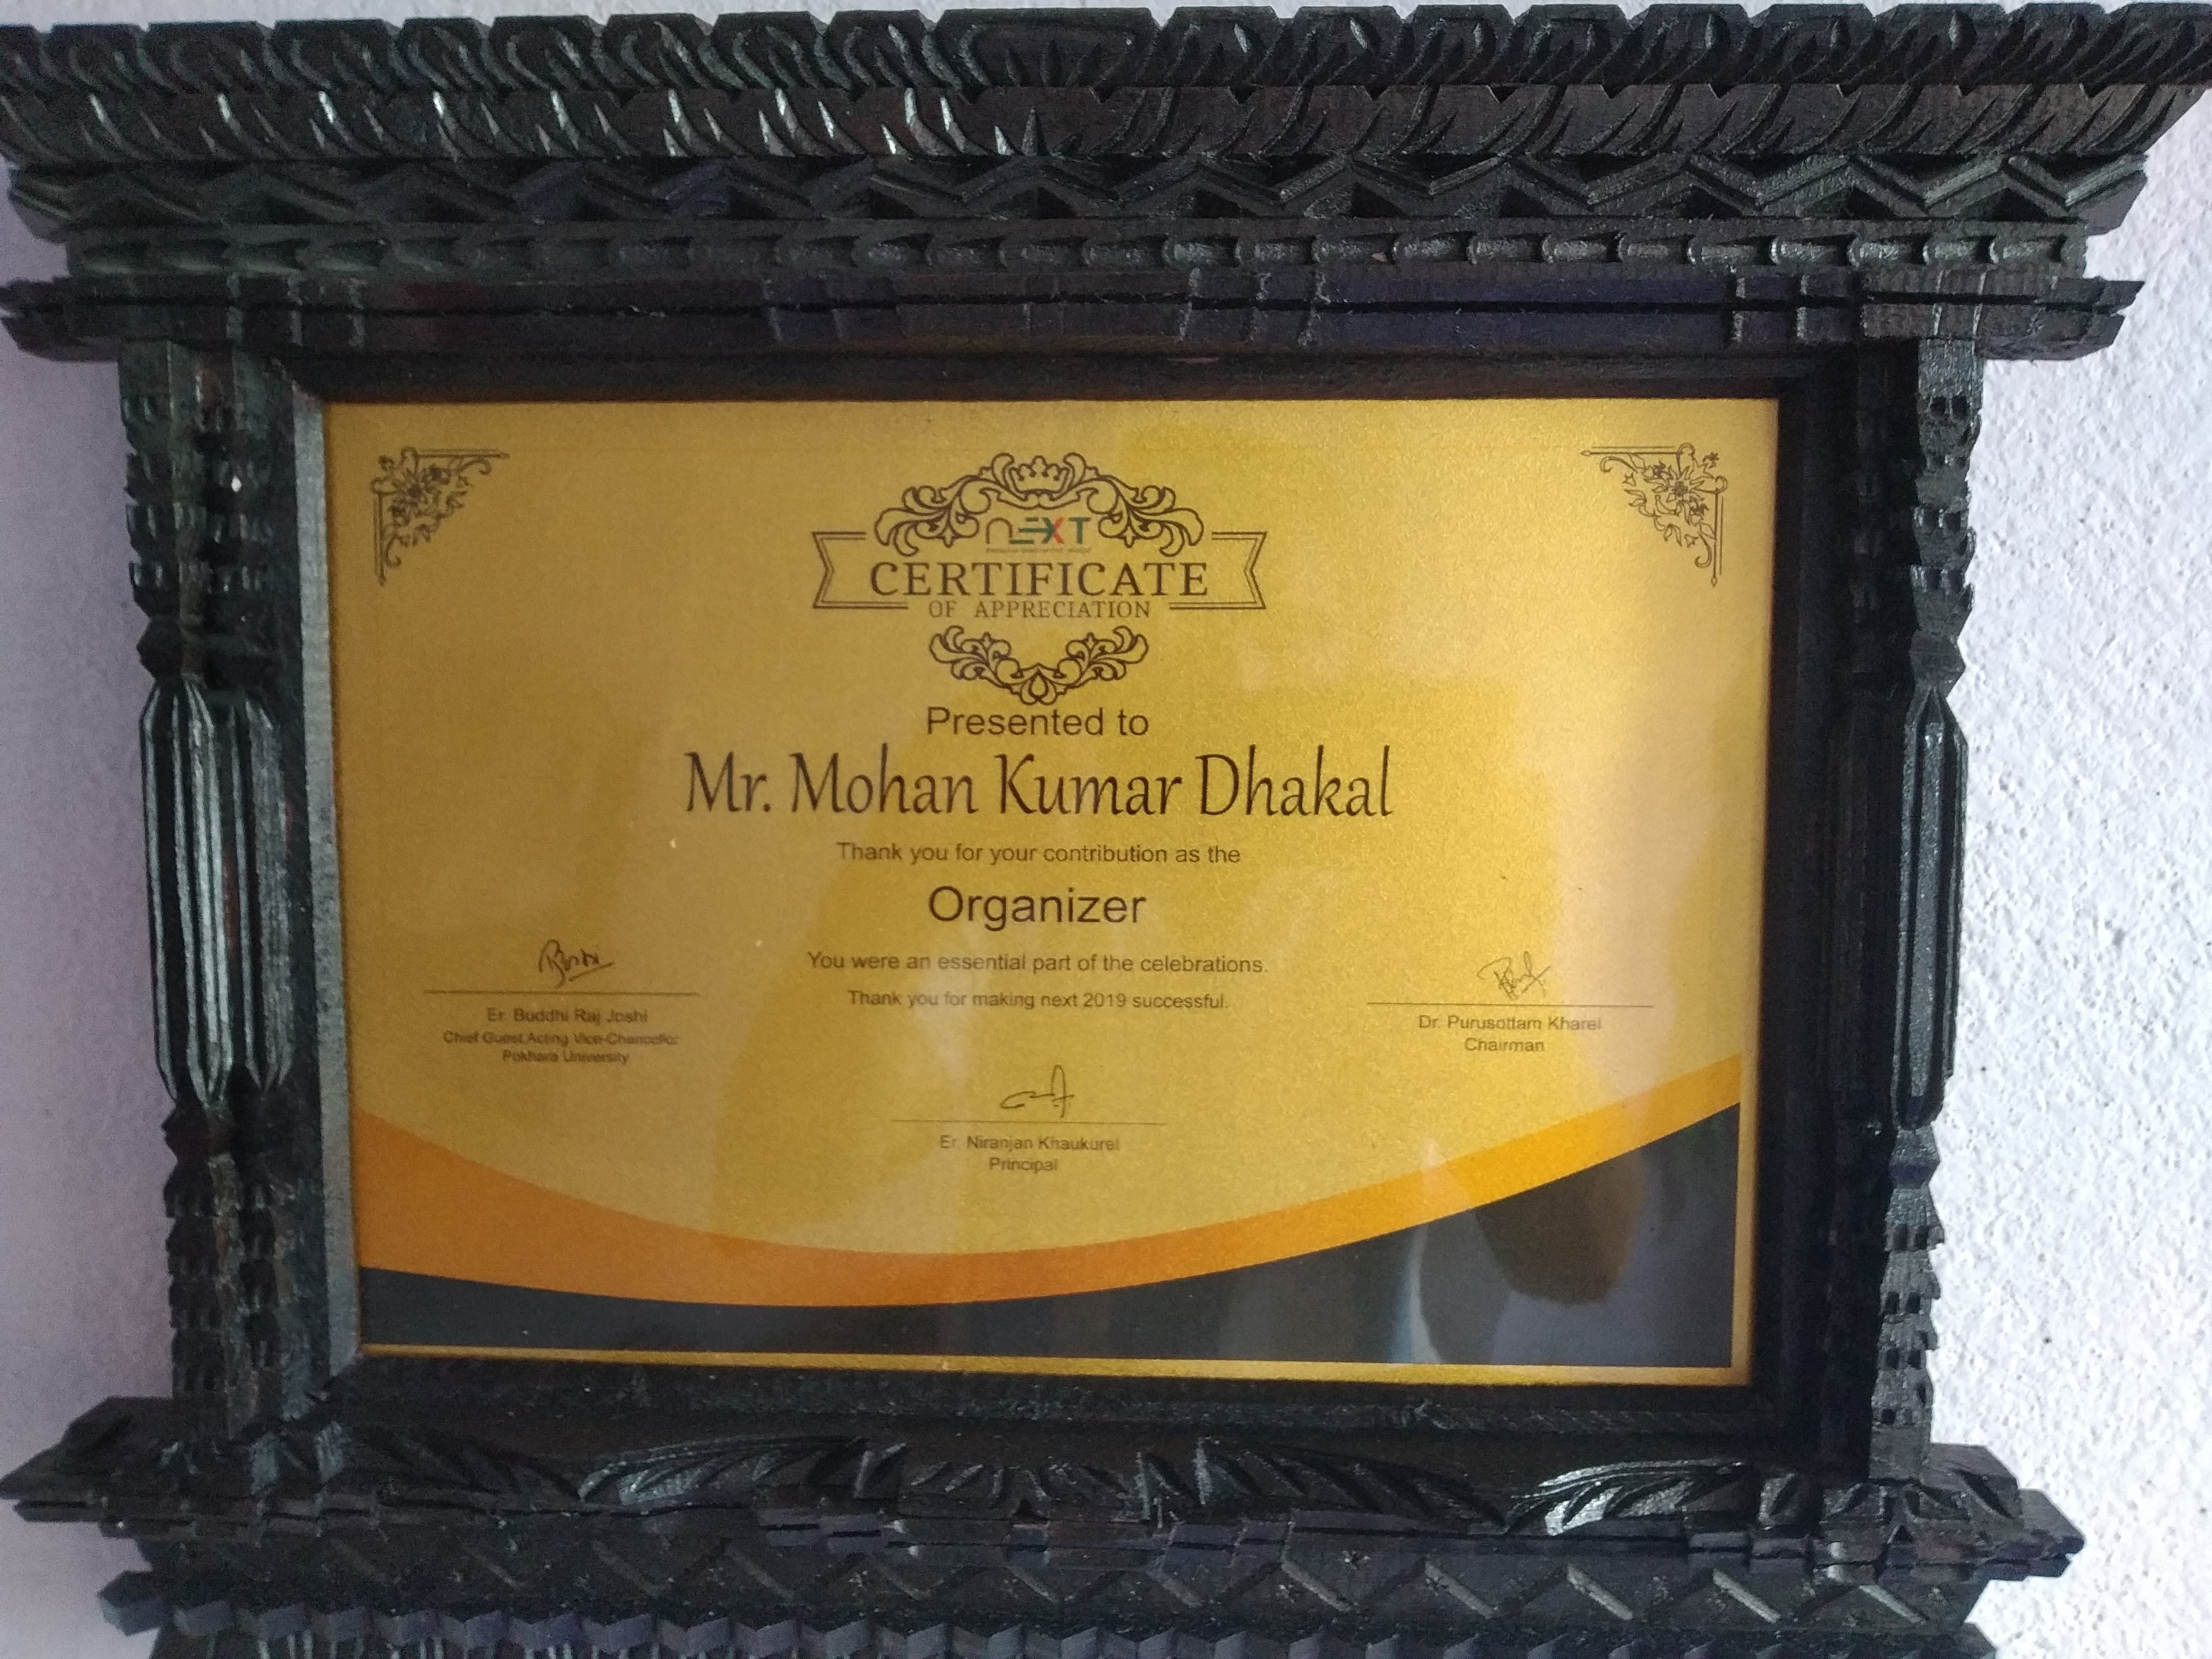 nEXT
CERTIFICATE
OF APPRECIATION
Presented to
Mr. Mohan Kumar Dhakal
Thank you for your contribution as the
Organizer
You were an essential part of the celebrations.
Thank you for making next 2019 successful.
Er. Buddhi Raj Joshi
Chief Guest,Acting Vice-Chancellor
Pokhara University
Dr. Purusottam Kharel
Chairman
Er. Niranjan Khaukurel
Principal